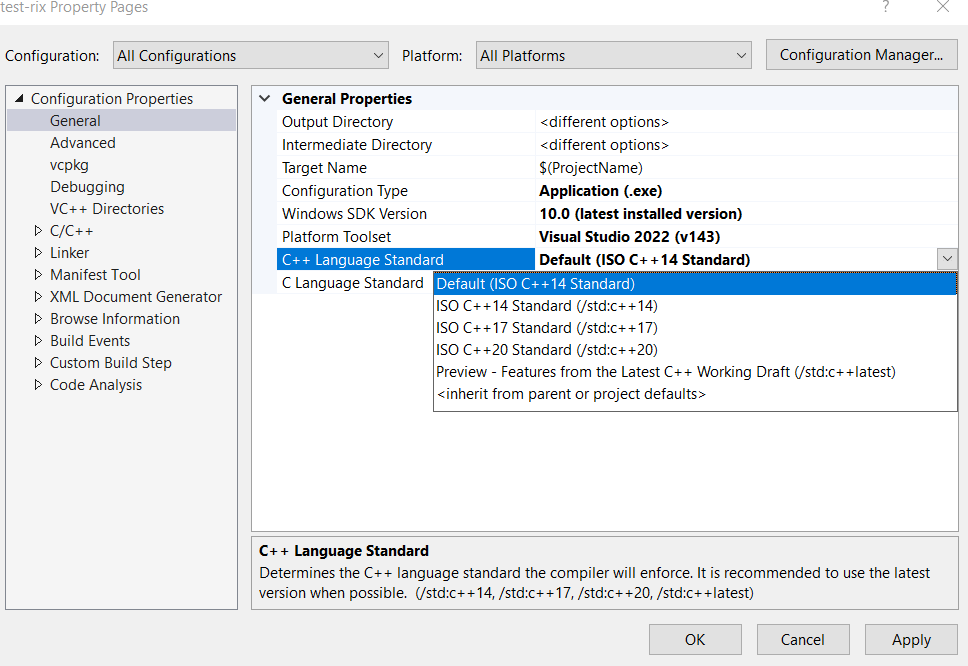 test-rix Property Pages
?
Configuration: All Configurations Platform: All Platforms Configuration Manager...
Configuration Properties
General
Advanced
vcpkg
Debugging
VC++ Directories
C/C++
Linker
Manifest Tool
XML Document Generator
Browse Information
Build Events
Custom Build Step
Code Analysis
General Properties
Output Directory <different options>
Intermediate Directory <different options>
Target Name $(ProjectName)
Configuration Type Application (.exe)
Windows SDK Version 10.0 (latest installed version)
Platform Toolset Visual Studio 2022 (v143)
C++ Language Standard Default (ISO C++14 Standard)
C Language Standard
Default (ISO C++14 Standard)
ISO C++14 Standard (/std:c++14)
ISO C++17 Standard (/std:c++17)
ISO C++20 Standard (/std:c++20)
Preview - Features from the Latest C++ Working Draft (/std:c++latest)
<inherit from parent or project defaults>
C++ Language Standard
Determines the C++ language standard the compiler will enforce. It is recommended to use the latest
version when possible.  (/std:c++14, /std:c++17, /std:c++20, /std:c++latest)
OK Cancel Apply